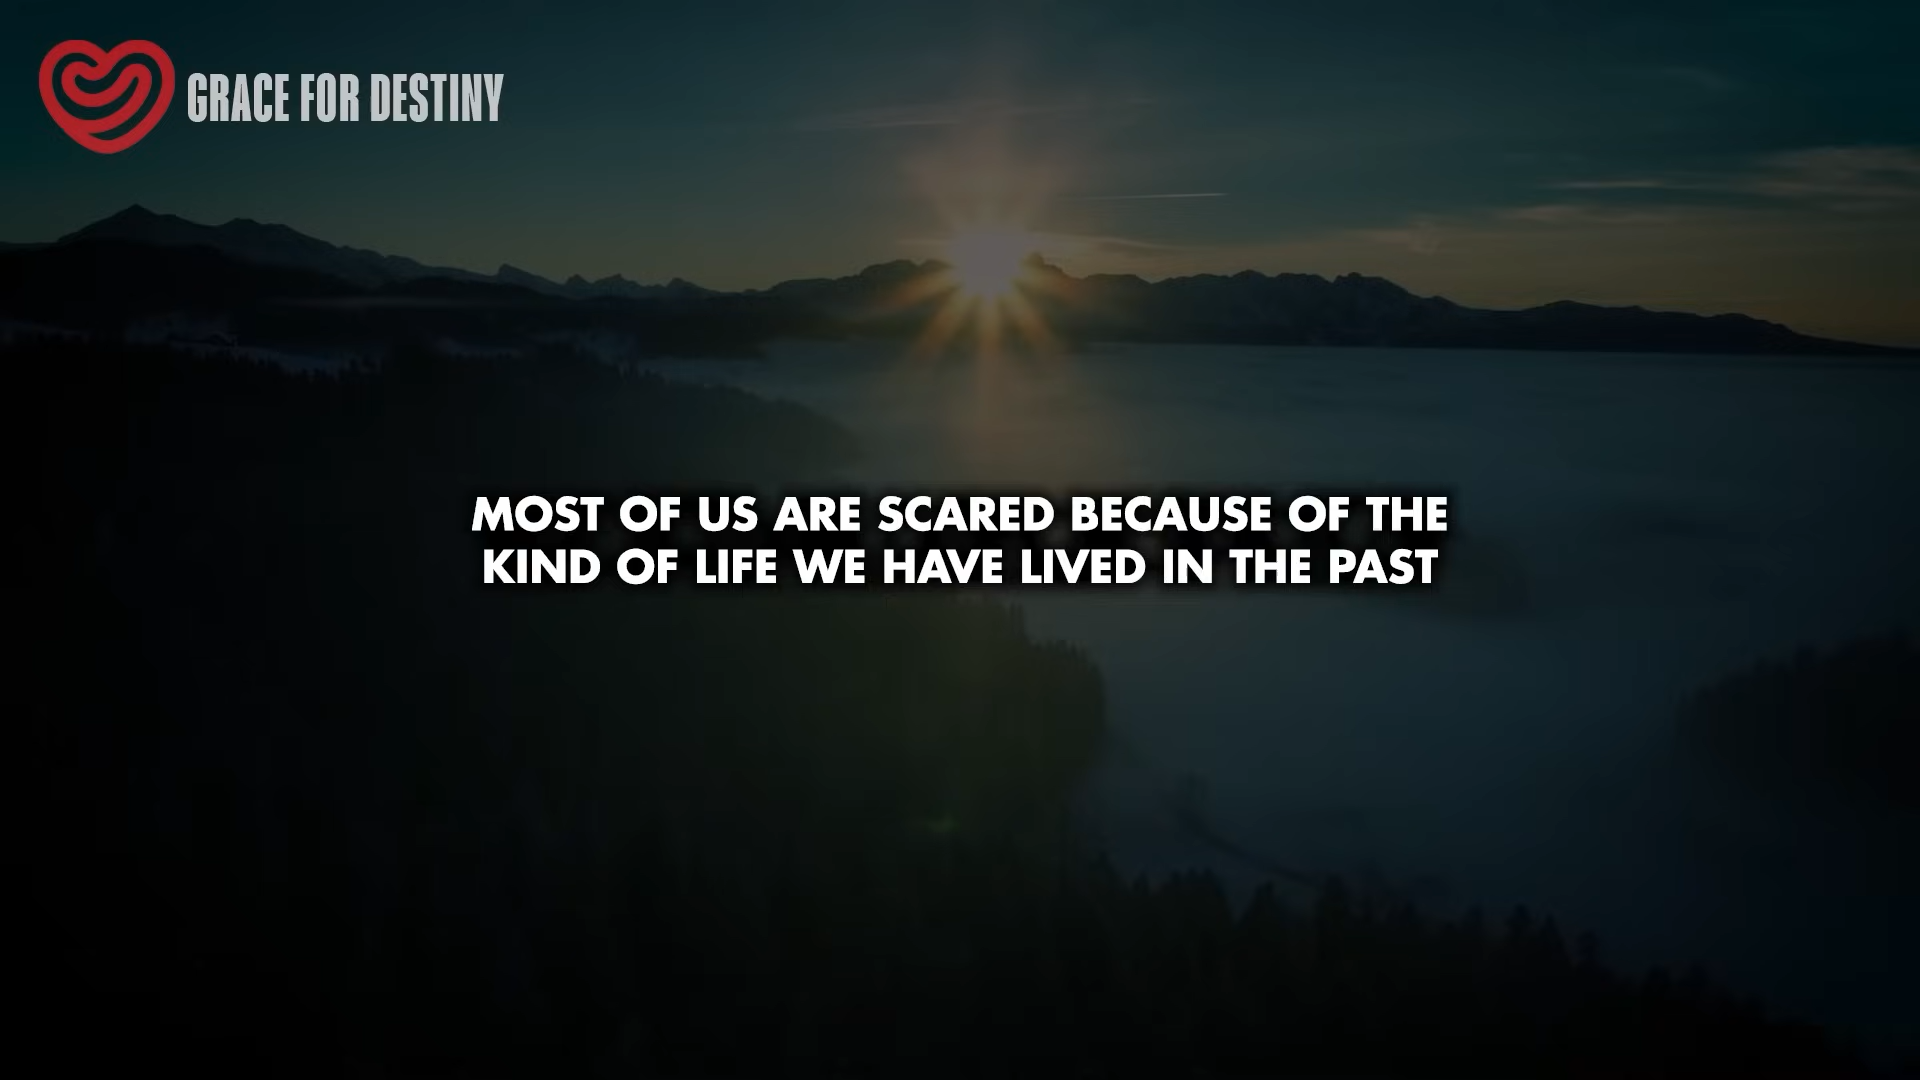 GRACE FOR DESTINY
MOST OF US ARE SCARED BECAUSE OF THE
KIND OF LIFE WE HAVE LIVED IN THE PAST